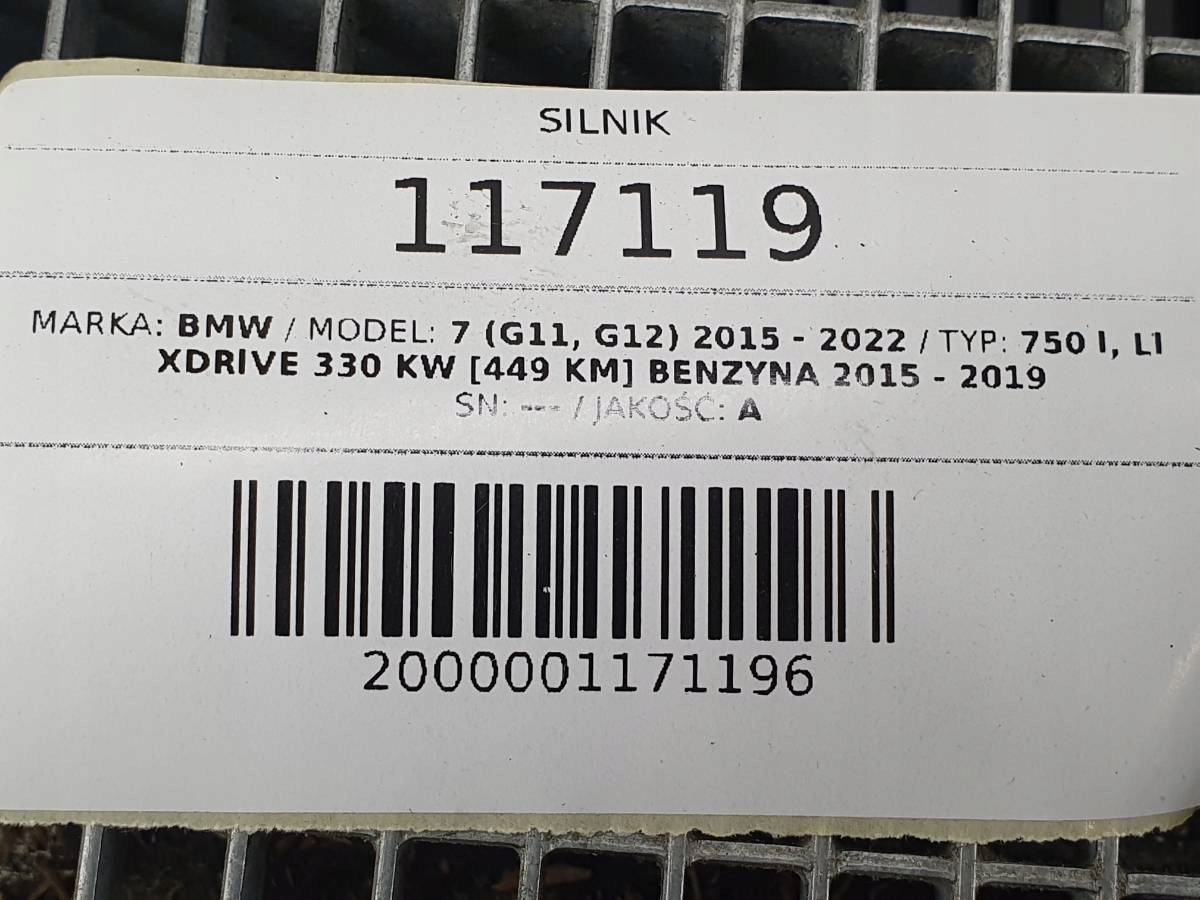 SILNIK
117119
MARKA: BMW / MODEL: 7 (G11, G12) 2015 - 2022 / TYP: 750 I, LI
XDRIVE 330 KW [449 KM] BENZYNA 2015 - 2019
SN: --- / JAKOŚĆ: A
2000001171196